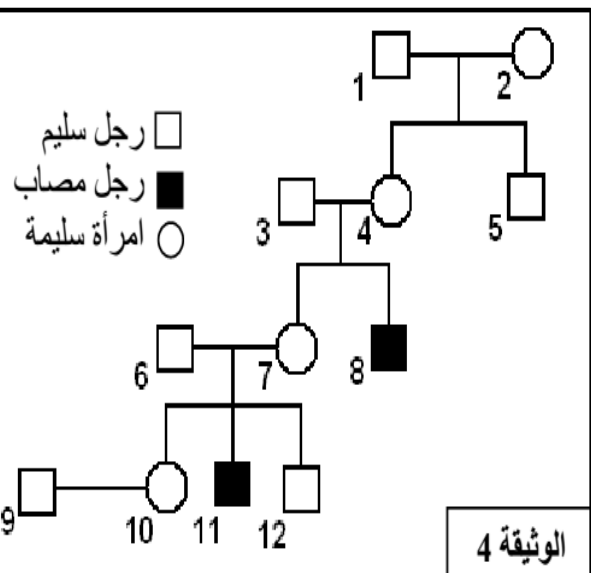 1 2
رجل سليم
رجل مصاب
امرأة سليمة
3 4 5
6 7 8
9 10 11 12
الوثيقة 4